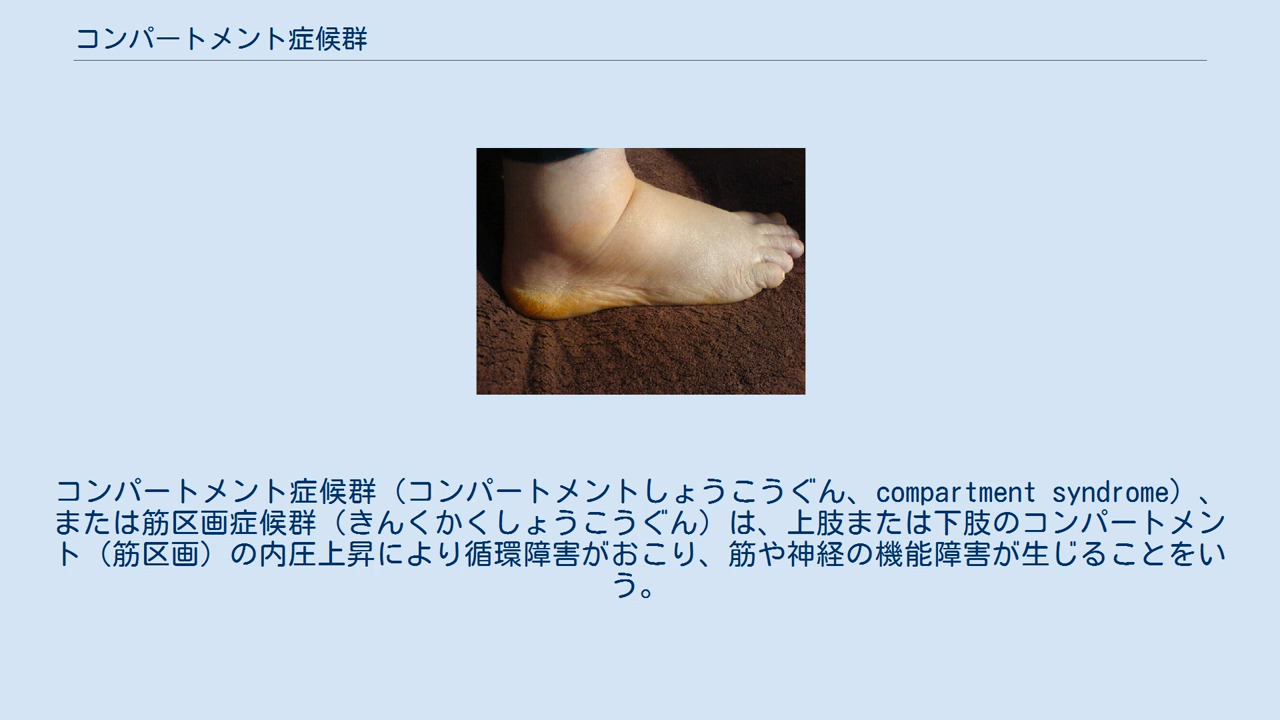 コンパートメント症候群
コンパートメント症候群（コンパートメントしょうこうぐん、compartment syndrome）、
または筋区画症候群（きんくかくしょうこうぐん）は、上肢または下肢のコンパートメン
ト（筋区画）の内圧上昇により循環障害がおこり、筋や神経の機能障害が生じることをい
う。